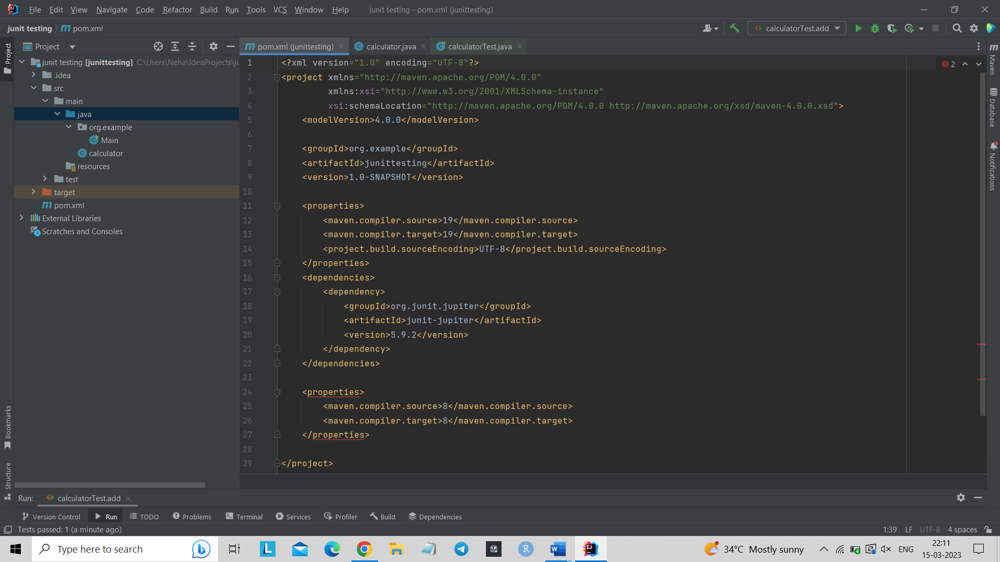 File Edit View Navigate Code Refactor Build Run Tools VCS Window Help junit testing - pom.xml (junittesting)
junit testing pom.xml calculatorTest.add
Project
pom.xml (junittesting) calculator.java calculatorTest.java
Project
junit testing [junittesting] C:\Users\Neha\IdeaProjects\ju
.idea
src
main
java
org.example
Main
calculator
resources
test
target
pom.xml
External Libraries
Scratches and Consoles
Bookmarks
Structure
1 <?xml version="1.0" encoding="UTF-8"?>
2 <project xmlns="http://maven.apache.org/POM/4.0.0"
3 xmlns:xsi="http://www.w3.org/2001/XMLSchema-instance"
4 xsi:schemaLocation="http://maven.apache.org/POM/4.0.0 http://maven.apache.org/xsd/maven-4.0.0.xsd">
5 <modelVersion>4.0.0</modelVersion>
6
7 <groupId>org.example</groupId>
8 <artifactId>junittesting</artifactId>
9 <version>1.0-SNAPSHOT</version>
10
11 <properties>
12 <maven.compiler.source>19</maven.compiler.source>
13 <maven.compiler.target>19</maven.compiler.target>
14 <project.build.sourceEncoding>UTF-8</project.build.sourceEncoding>
15 </properties>
16 <dependencies>
17 <dependency>
18 <groupId>org.junit.jupiter</groupId>
19 <artifactId>junit-jupiter</artifactId>
20 <version>5.9.2</version>
21 </dependency>
22 </dependencies>
23
24 <properties>
25 <maven.compiler.source>8</maven.compiler.source>
26 <maven.compiler.target>8</maven.compiler.target>
27 </properties>
28
29 </project>
2
Maven
Database
Notifications
Run: calculatorTest.add
Version Control Run TODO Problems Terminal Services Profiler Build Dependencies
Tests passed: 1 (a minute ago) 1:39 LF UTF-8 4 spaces
Type here to search 34°C Mostly sunny ENG 22:11
15-03-2023